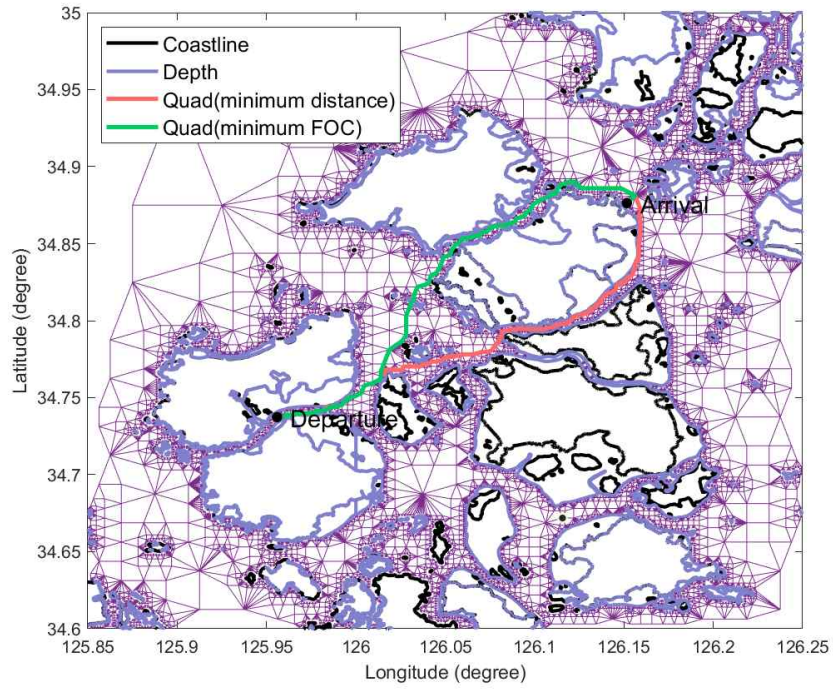 35
34.95
34.9
34.85
34.8
34.75
34.7
34.65
34.6
Latitude (degree)
Coastline
Depth
Quad(minimum distance)
Quad(minimum FOC)
Arrival
Departure
125.85
125.9
125.95
126
126.05
126.1
126.15
126.2
126.25
Longitude (degree)